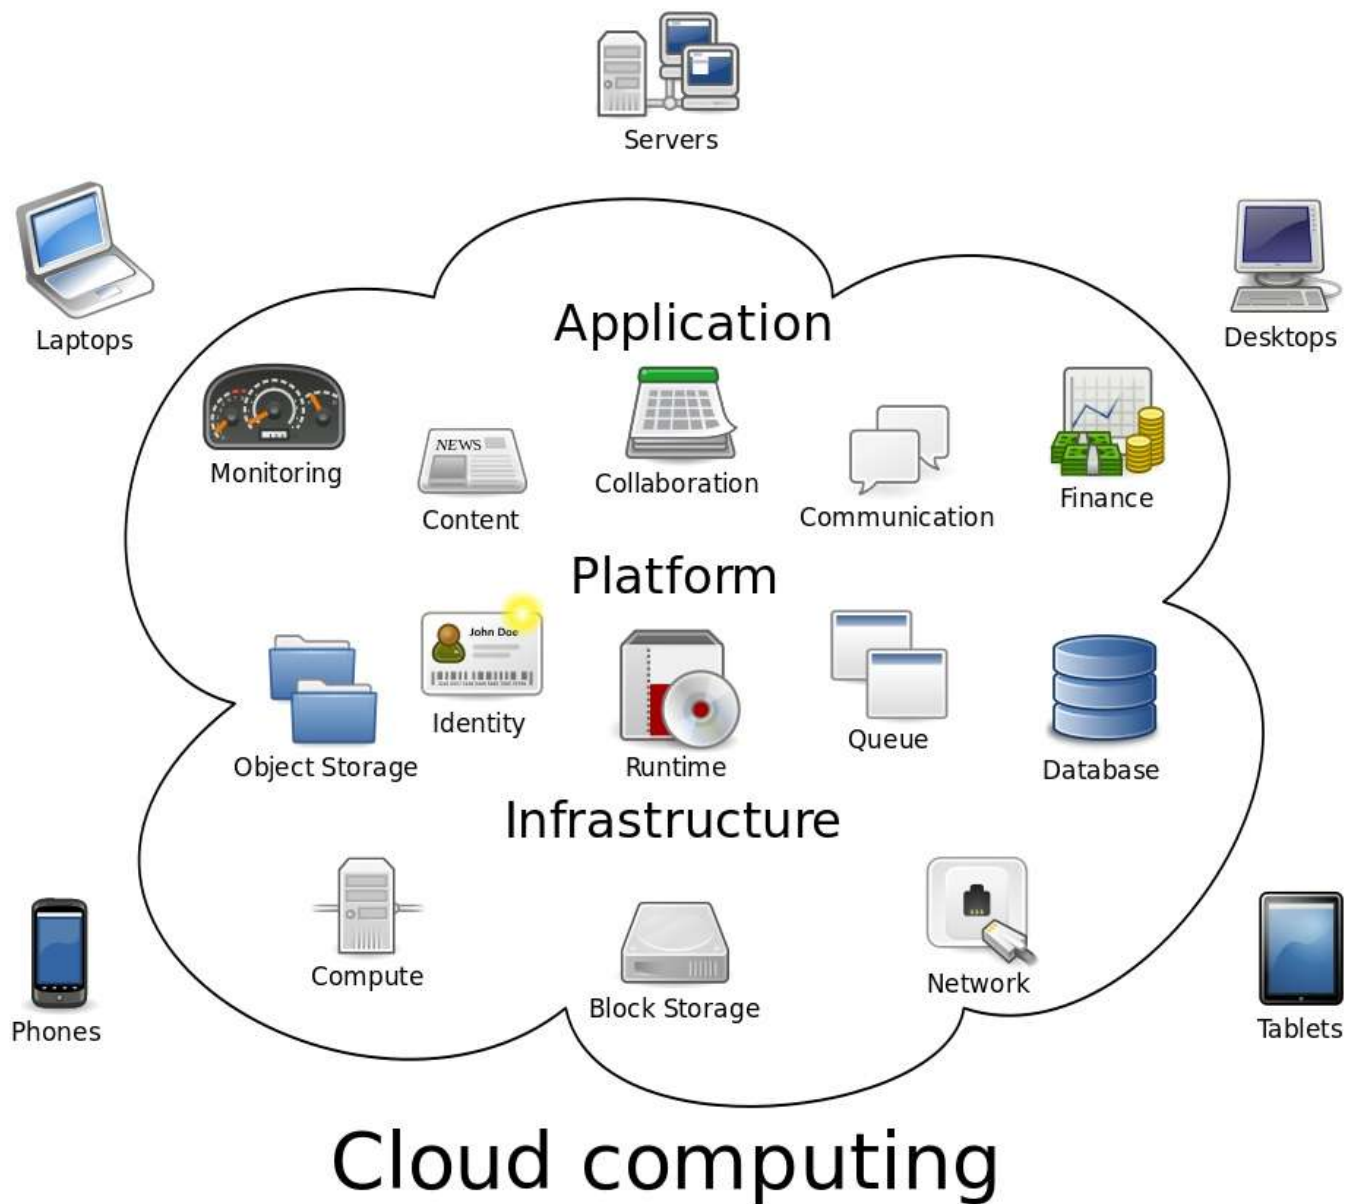 Servers
Laptops
Desktops
Application
Monitoring
NEWS
Content
Collaboration
Communication
Finance
Platform
Object Storage
John Doe
Identity
Runtime
Queue
Database
Infrastructure
Compute
Block Storage
Network
Phones
Tablets
Cloud computing